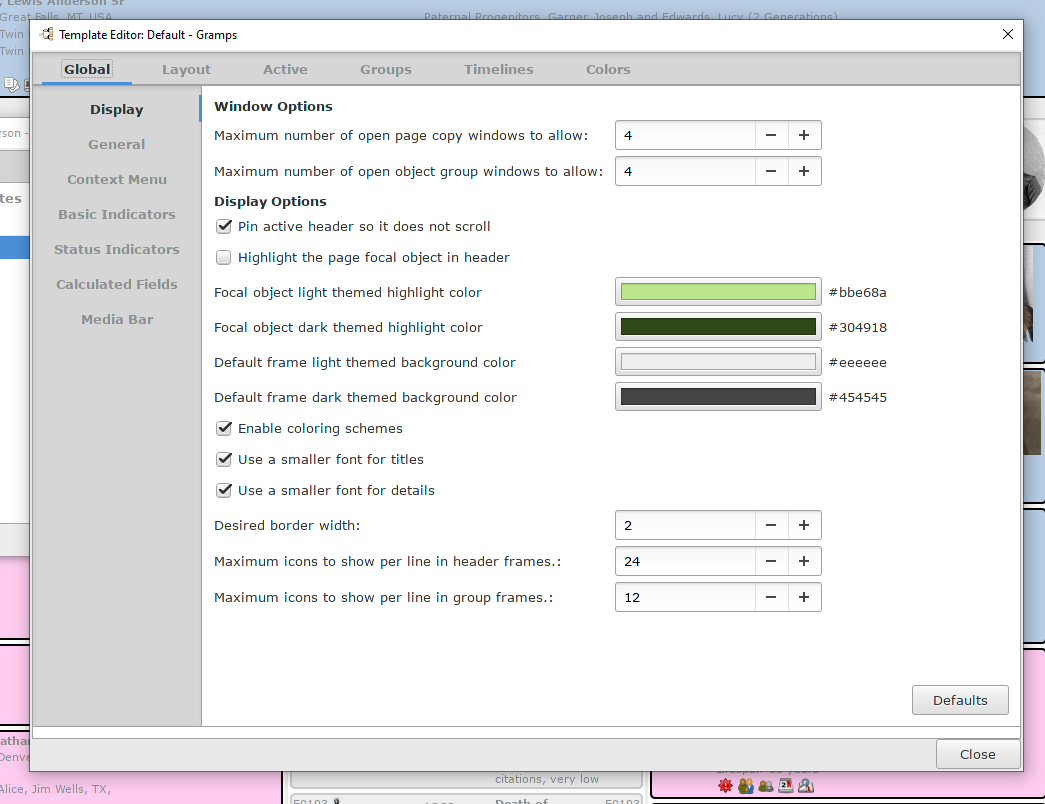 , Lewis Anderson Sr
Great Falls, MT, USA
Paternal Progenitors, Garner, Joseph and Edwards, Lucy (2 Generations)
Twin
Twin
Template Editor: Default - Gramps
Global Layout Active Groups Timelines Colors
Display
General
Context Menu
Basic Indicators
Status Indicators
Calculated Fields
Media Bar
Window Options
Maximum number of open page copy windows to allow: 4
Maximum number of open object group windows to allow: 4
Display Options
Pin active header so it does not scroll
Highlight the page focal object in header
Focal object light themed highlight color #bbe68a
Focal object dark themed highlight color #304918
Default frame light themed background color #eeeeee
Default frame dark themed background color #454545
Enable coloring schemes
Use a smaller font for titles
Use a smaller font for details
Desired border width: 2
Maximum icons to show per line in header frames.: 24
Maximum icons to show per line in group frames.: 12
Defaults
Close
rson -
tes
athan
Denve
Alice, Jim Wells, TX,
citations, very low
E0193
Death of
E0193